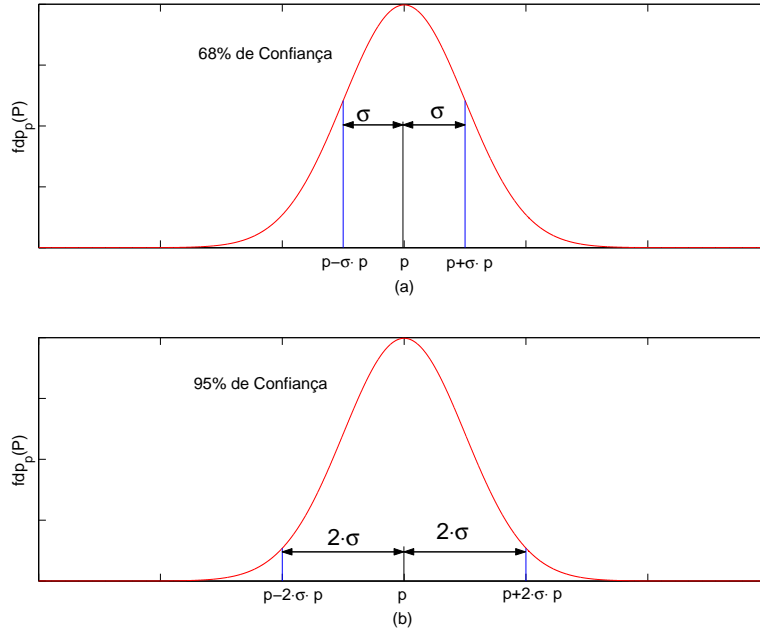 68% de Confiança
σ σ
fdp_p(P)
p−σ· p p p+σ· p
(a)
95% de Confiança
2·σ 2·σ
fdp_p(P)
p−2·σ· p p p+2·σ· p
(b)